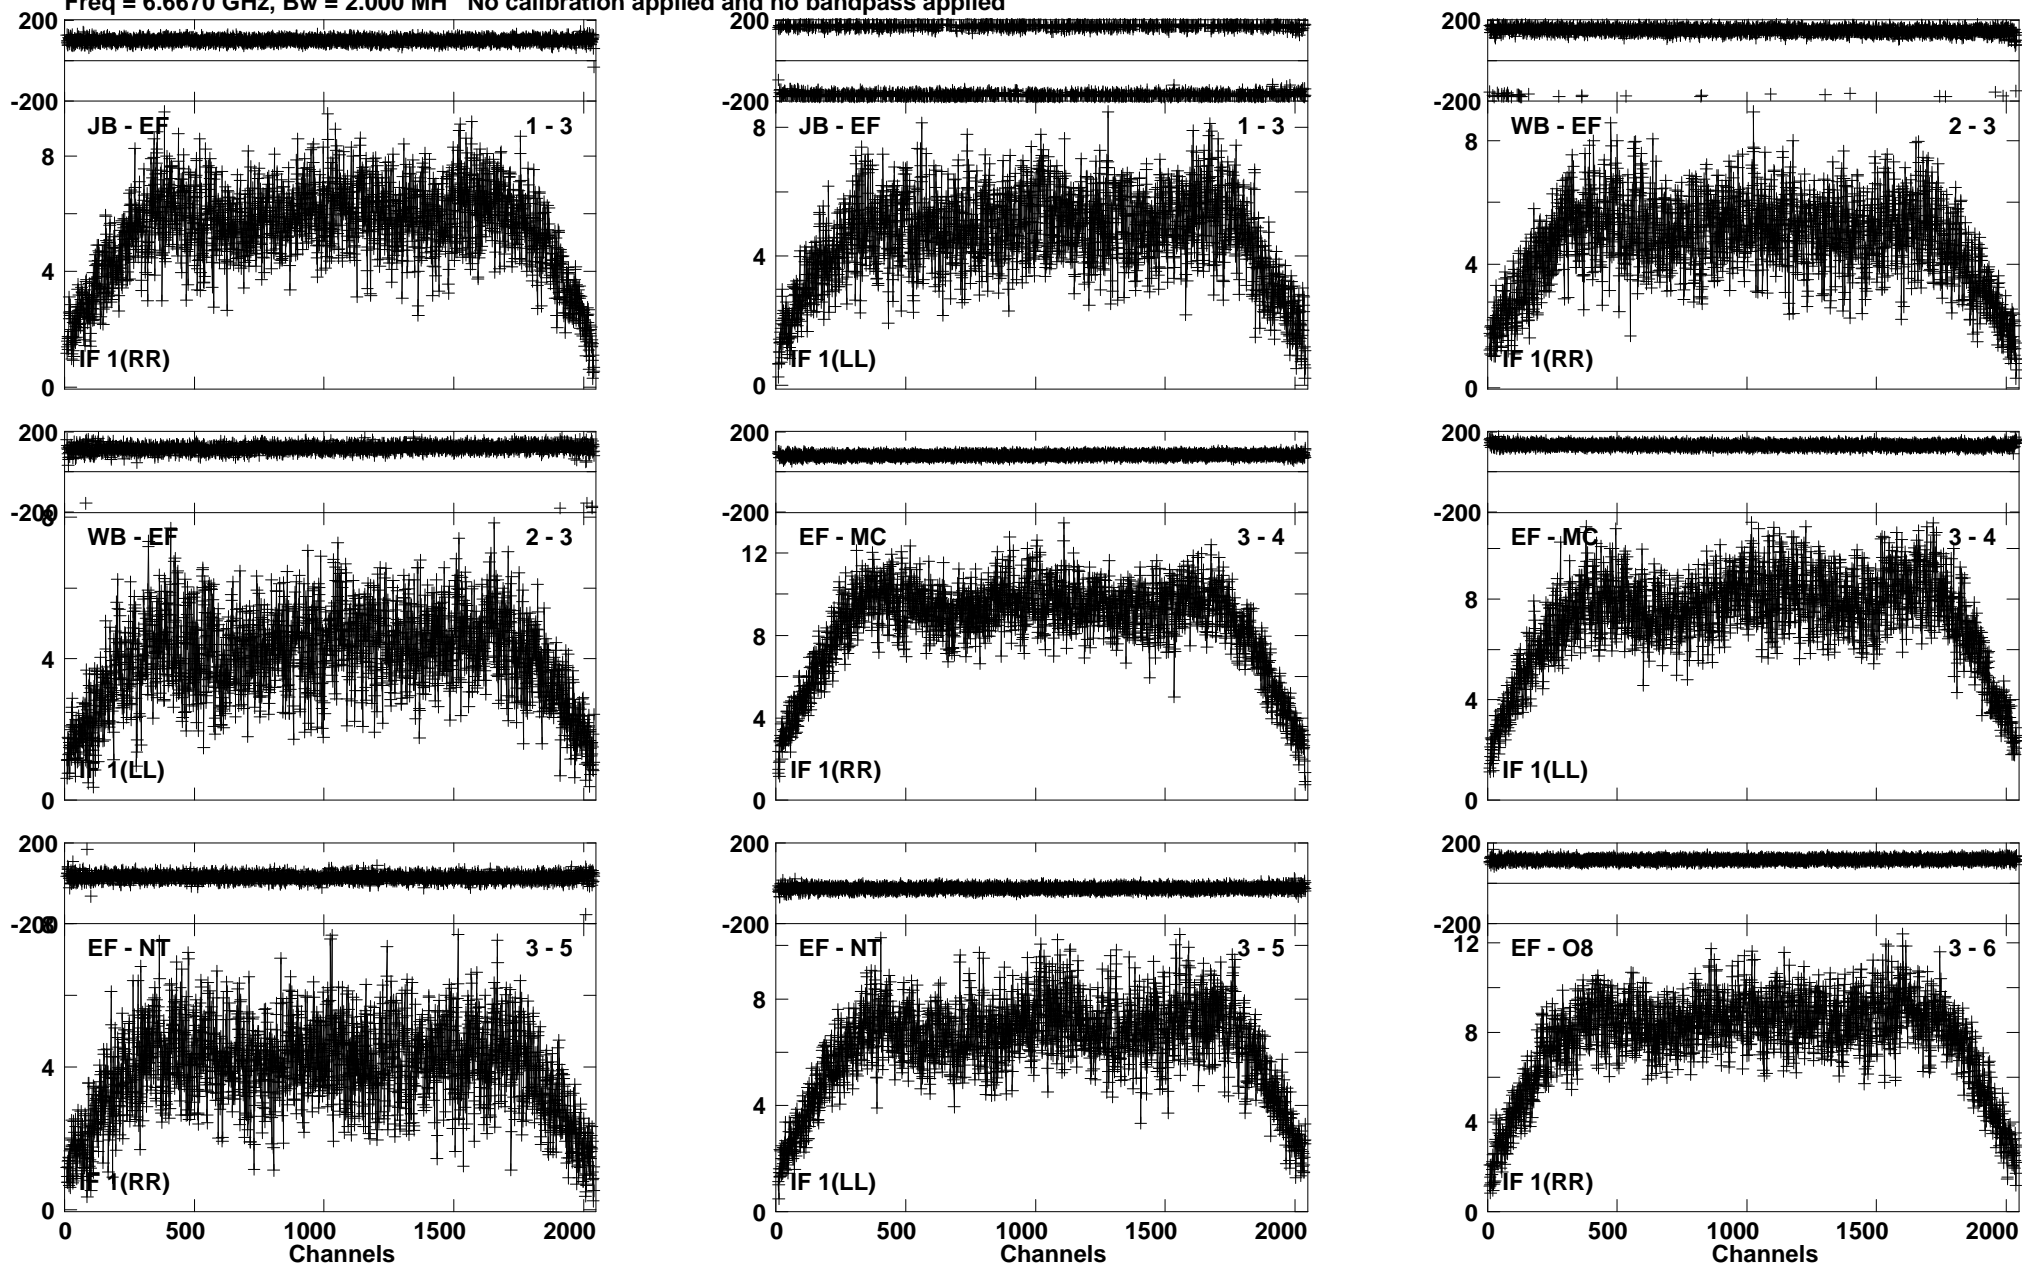 Freq = 6.6670 GHz, Bw = 2.000 MH   No calibration applied and no bandpass applied
200
-200
JB - EF 1 - 3
8
4
0
IF 1(RR)
200
-200
JB - EF 1 - 3
8
4
0
IF 1(LL)
200
-200
WB - EF 2 - 3
8
4
0
IF 1(RR)
200
-200
8
WB - EF 2 - 3
4
0
IF 1(LL)
200
-200
EF - MC 3 - 4
12
8
4
0
IF 1(RR)
200
-200
EF - MC 3 - 4
8
4
0
IF 1(LL)
200
-200
8
EF - NT 3 - 5
4
0
IF 1(RR)
0 500 1000 1500 2000
Channels
200
-200
EF - NT 3 - 5
8
4
0
IF 1(LL)
0 500 1000 1500 2000
Channels
200
-200
12
EF - O8 3 - 6
8
4
0
IF 1(RR)
0 500 1000 1500 2000
Channels